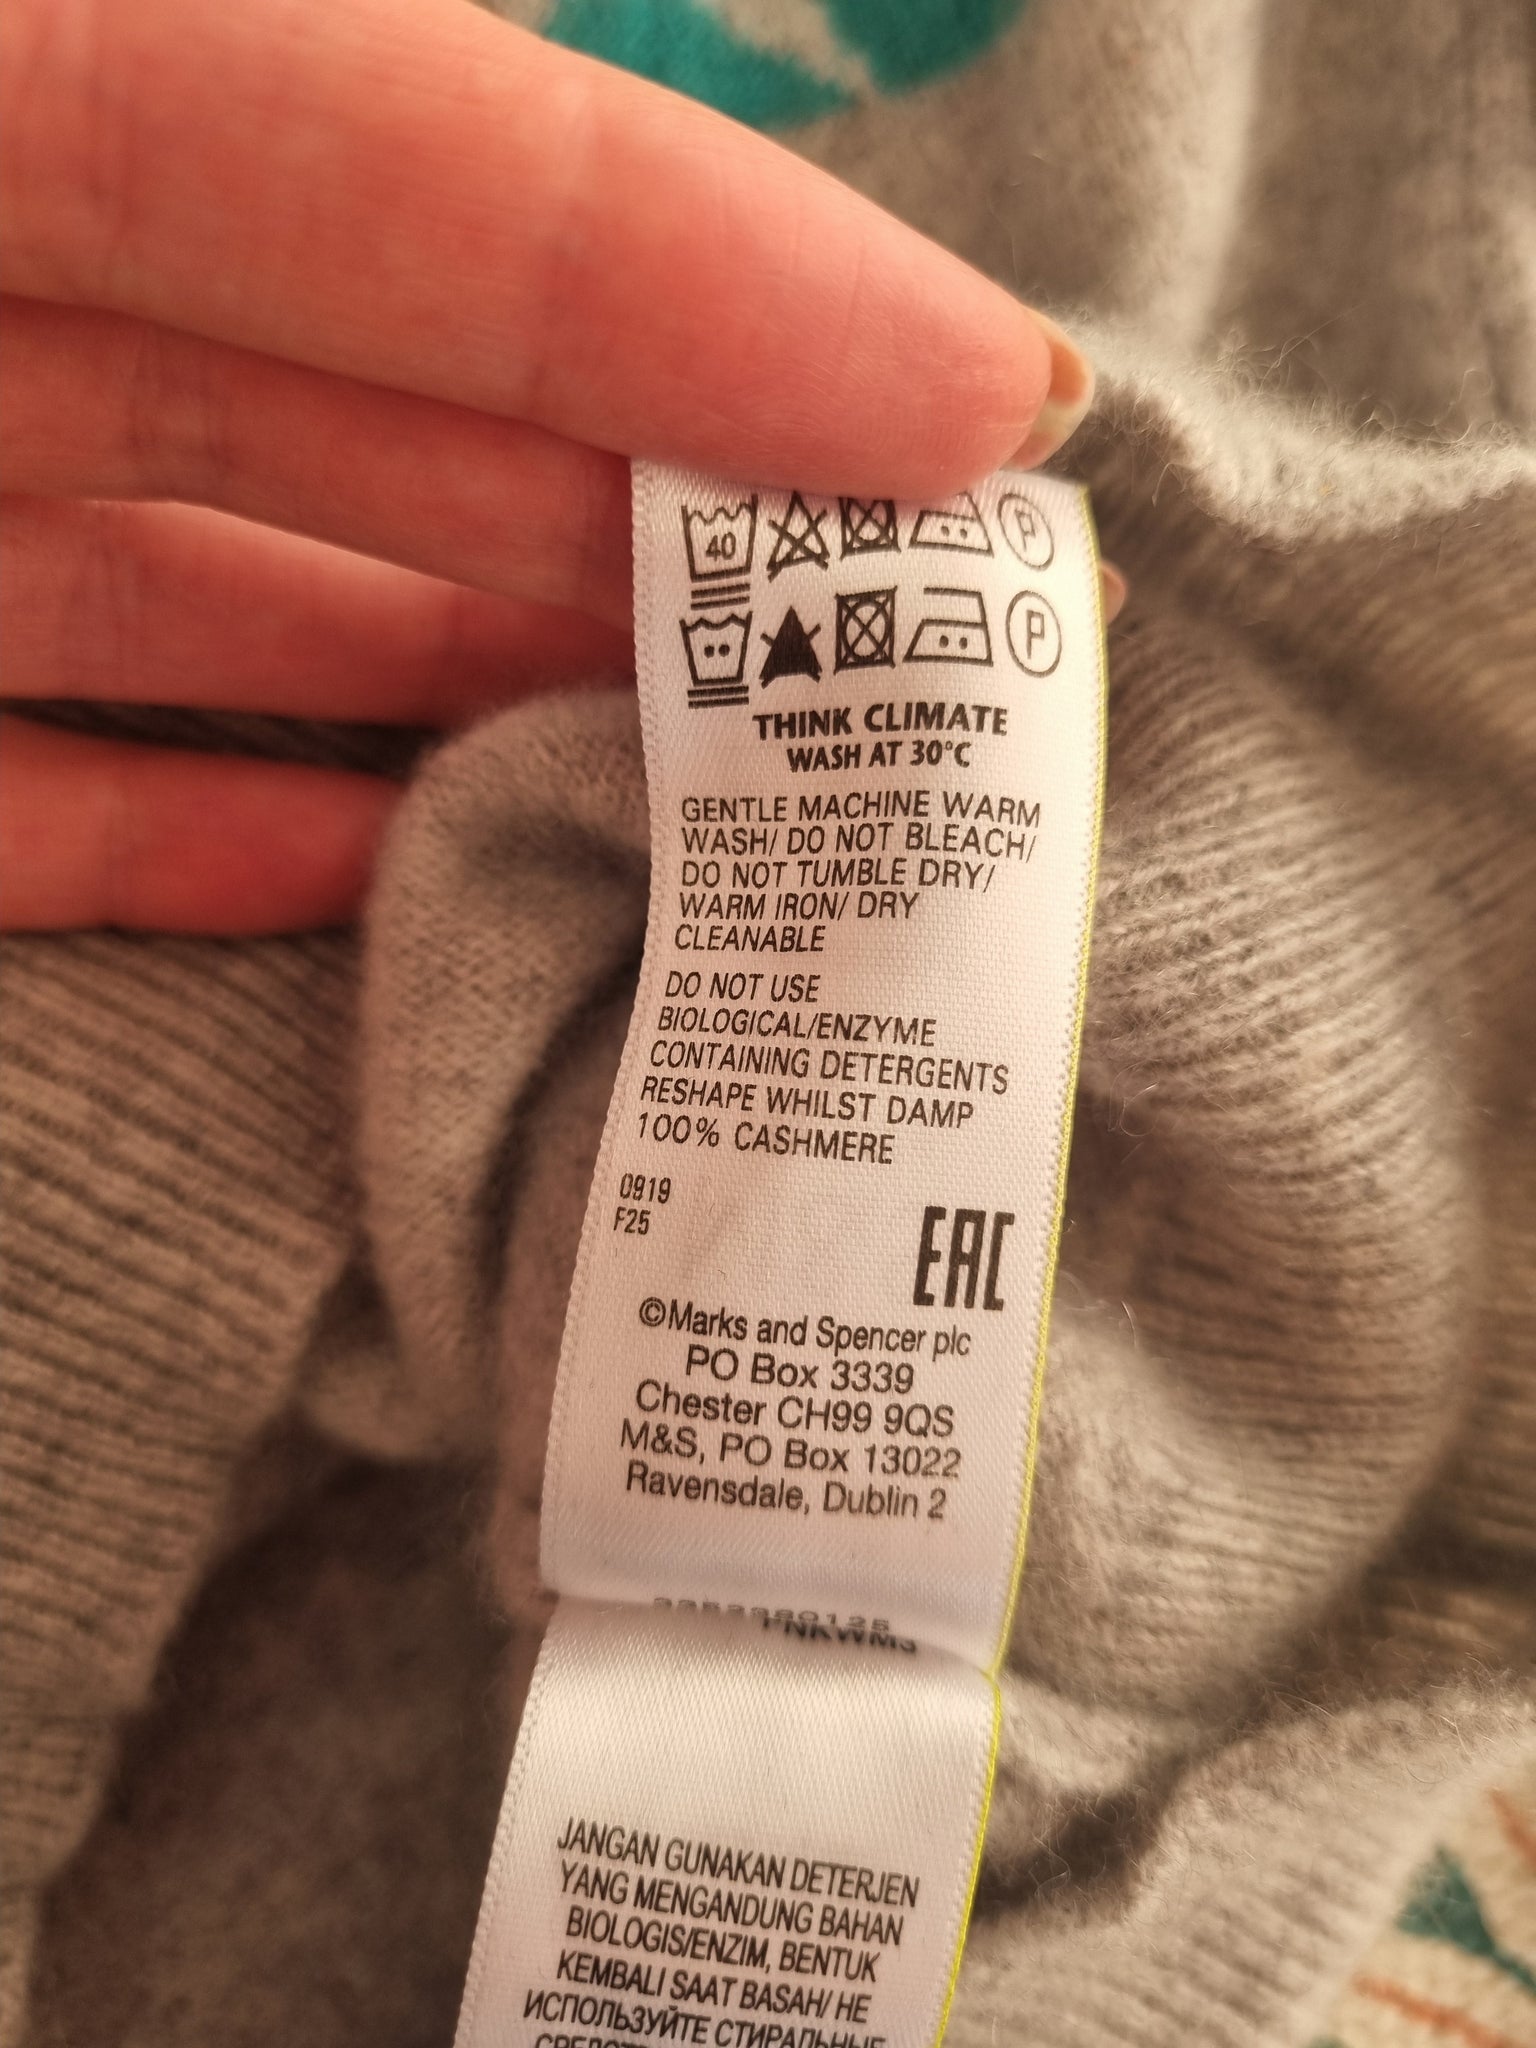 40
P
P
THINK CLIMATE
WASH AT 30°C
GENTLE MACHINE WARM
WASH/ DO NOT BLEACH/
DO NOT TUMBLE DRY/
WARM IRON/ DRY
CLEANABLE
DO NOT USE
BIOLOGICAL/ENZYME
CONTAINING DETERGENTS
RESHAPE WHILST DAMP
100% CASHMERE
0919
F25
EAC
©Marks and Spencer plc
PO Box 3339
Chester CH99 9QS
M&S, PO Box 13022
Ravensdale, Dublin 2
JANGAN GUNAKAN DETERJEN
YANG MENGANDUNG BAHAN
BIOLOGIS/ENZIM, BENTUK
KEMBALI SAAT BASAH/ НЕ
ИСПОЛЬЗУЙТЕ СТИРАЛЬНЫЕ